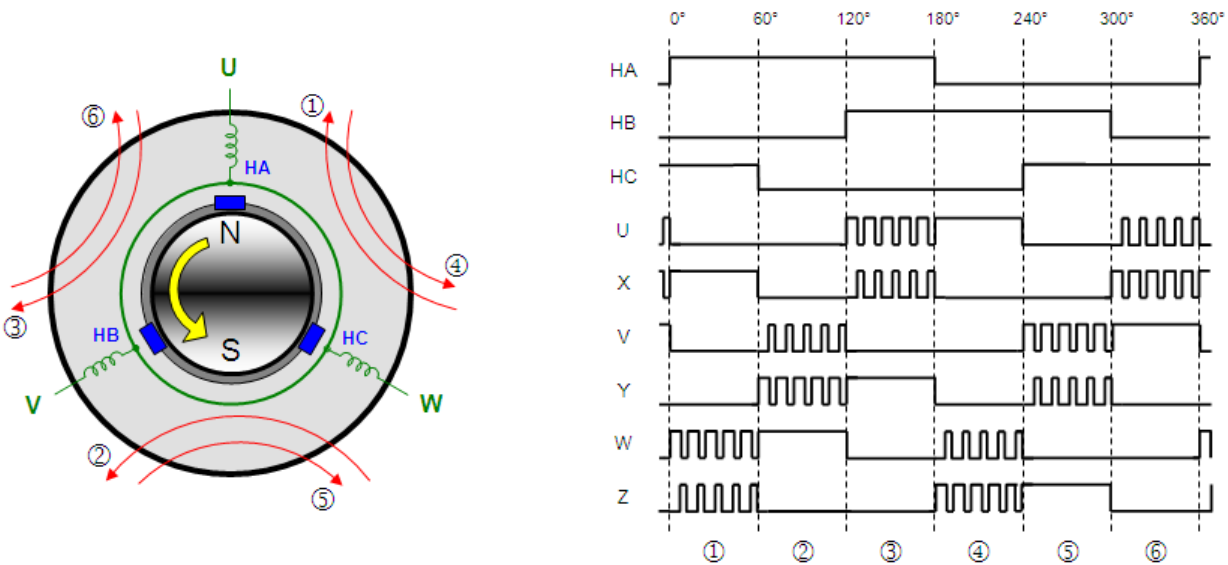 U
①
⑥
HA
N
④
③
HB
S
HC
V
W
②
⑤
0° 60° 120° 180° 240° 300° 360°
HA
HB
HC
U
X
V
Y
W
Z
① ② ③ ④ ⑤ ⑥